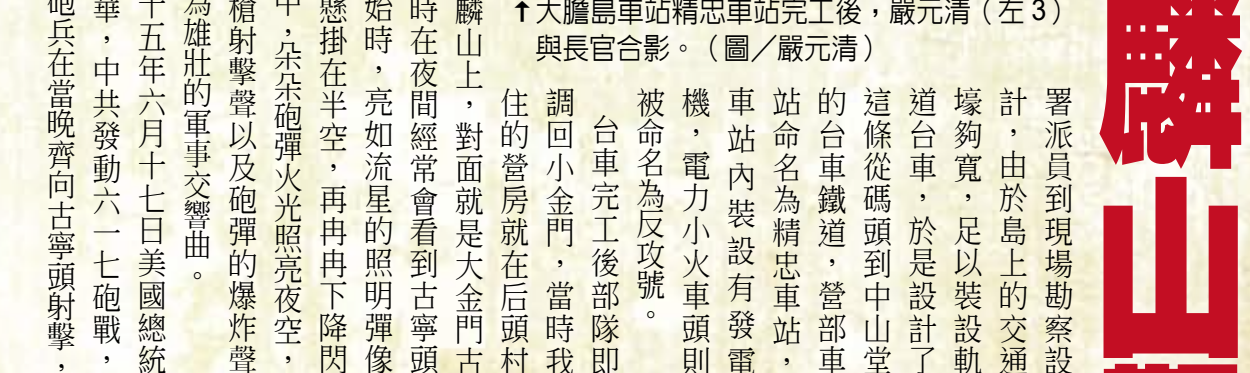 麟山
↑大膽島車站精忠車站完工後，嚴元清（左3）
與長官合影。（圖／嚴元清）
署派員到現場勘察設
計，由於島上的交通
壕夠寬，足以裝設軌
道台車，於是設計了
這條從碼頭到中山堂
的台車鐵道，營部車
站命名為精忠車站，
車站內裝設有發電
機，電力小火車頭則
被命名為反攻號。
台車完工後部隊即
調回小金門，當時我
住的營房就在后頭村
麟山上，對面就是大金門古
時在夜間經常會看到古寧頭
始時，亮如流星的照明彈像
懸掛在半空，再冉冉下降閃
中，朵朵砲彈火光照亮夜空，
槍射擊聲以及砲彈的爆炸聲
為雄壯的軍事交響曲。
十五年六月十七日美國總統
華，中共發動六一七砲戰，
砲兵在當晚齊向古寧頭射擊，